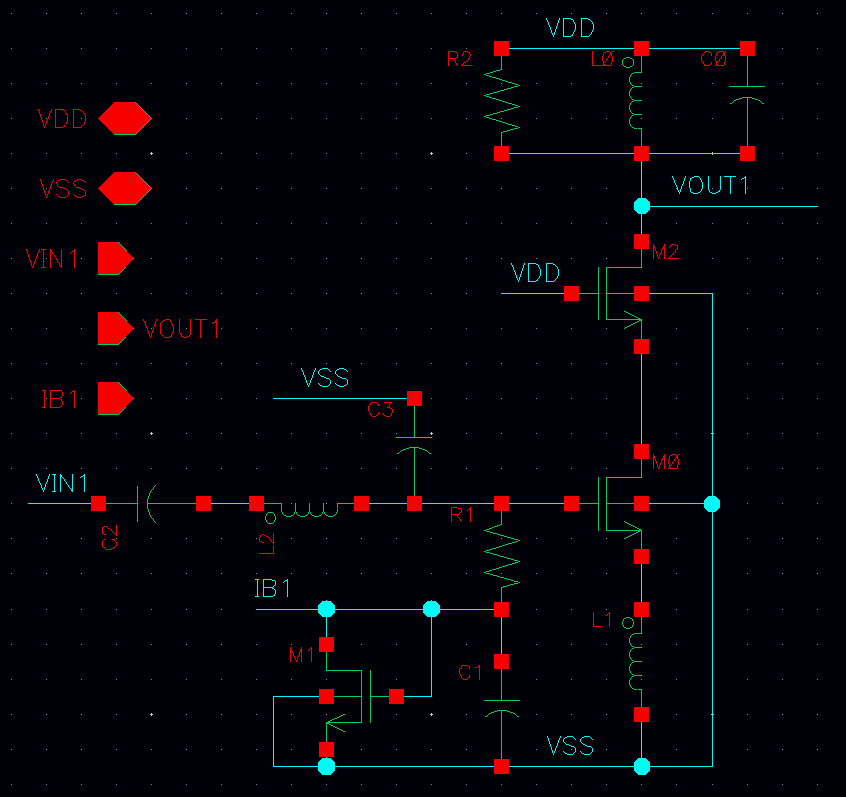 VDD
R2
LØ
CØ
VDD
VSS
VOUT1
VIN1
M2
VDD
VOUT1
VSS
IB1
C3
MØ
VIN1
R1
C2
L2
IB1
L1
M1
C1
VSS